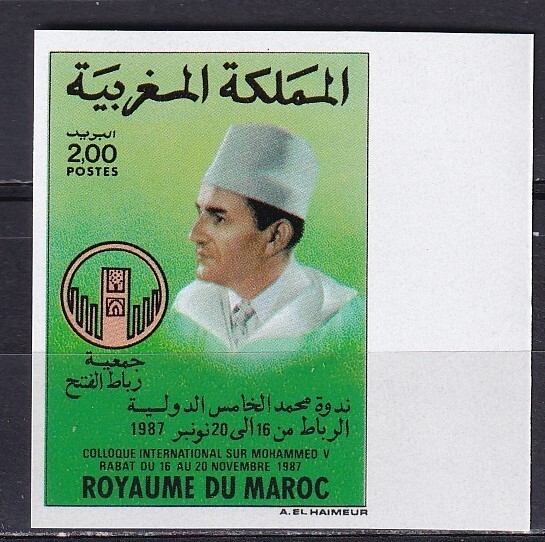 المملكة المغربية
البريد
2,00
POSTES
جمعية
رباط الفتح
ندوة محمد الخامس الدولية
الرباط من 16 الى 20 نونبر 1987
COLLOQUE INTERNATIONAL SUR MOHAMMED V
RABAT DU 16 AU 20 NOVEMBRE 1987
ROYAUME DU MAROC
A. EL HAIMEUR